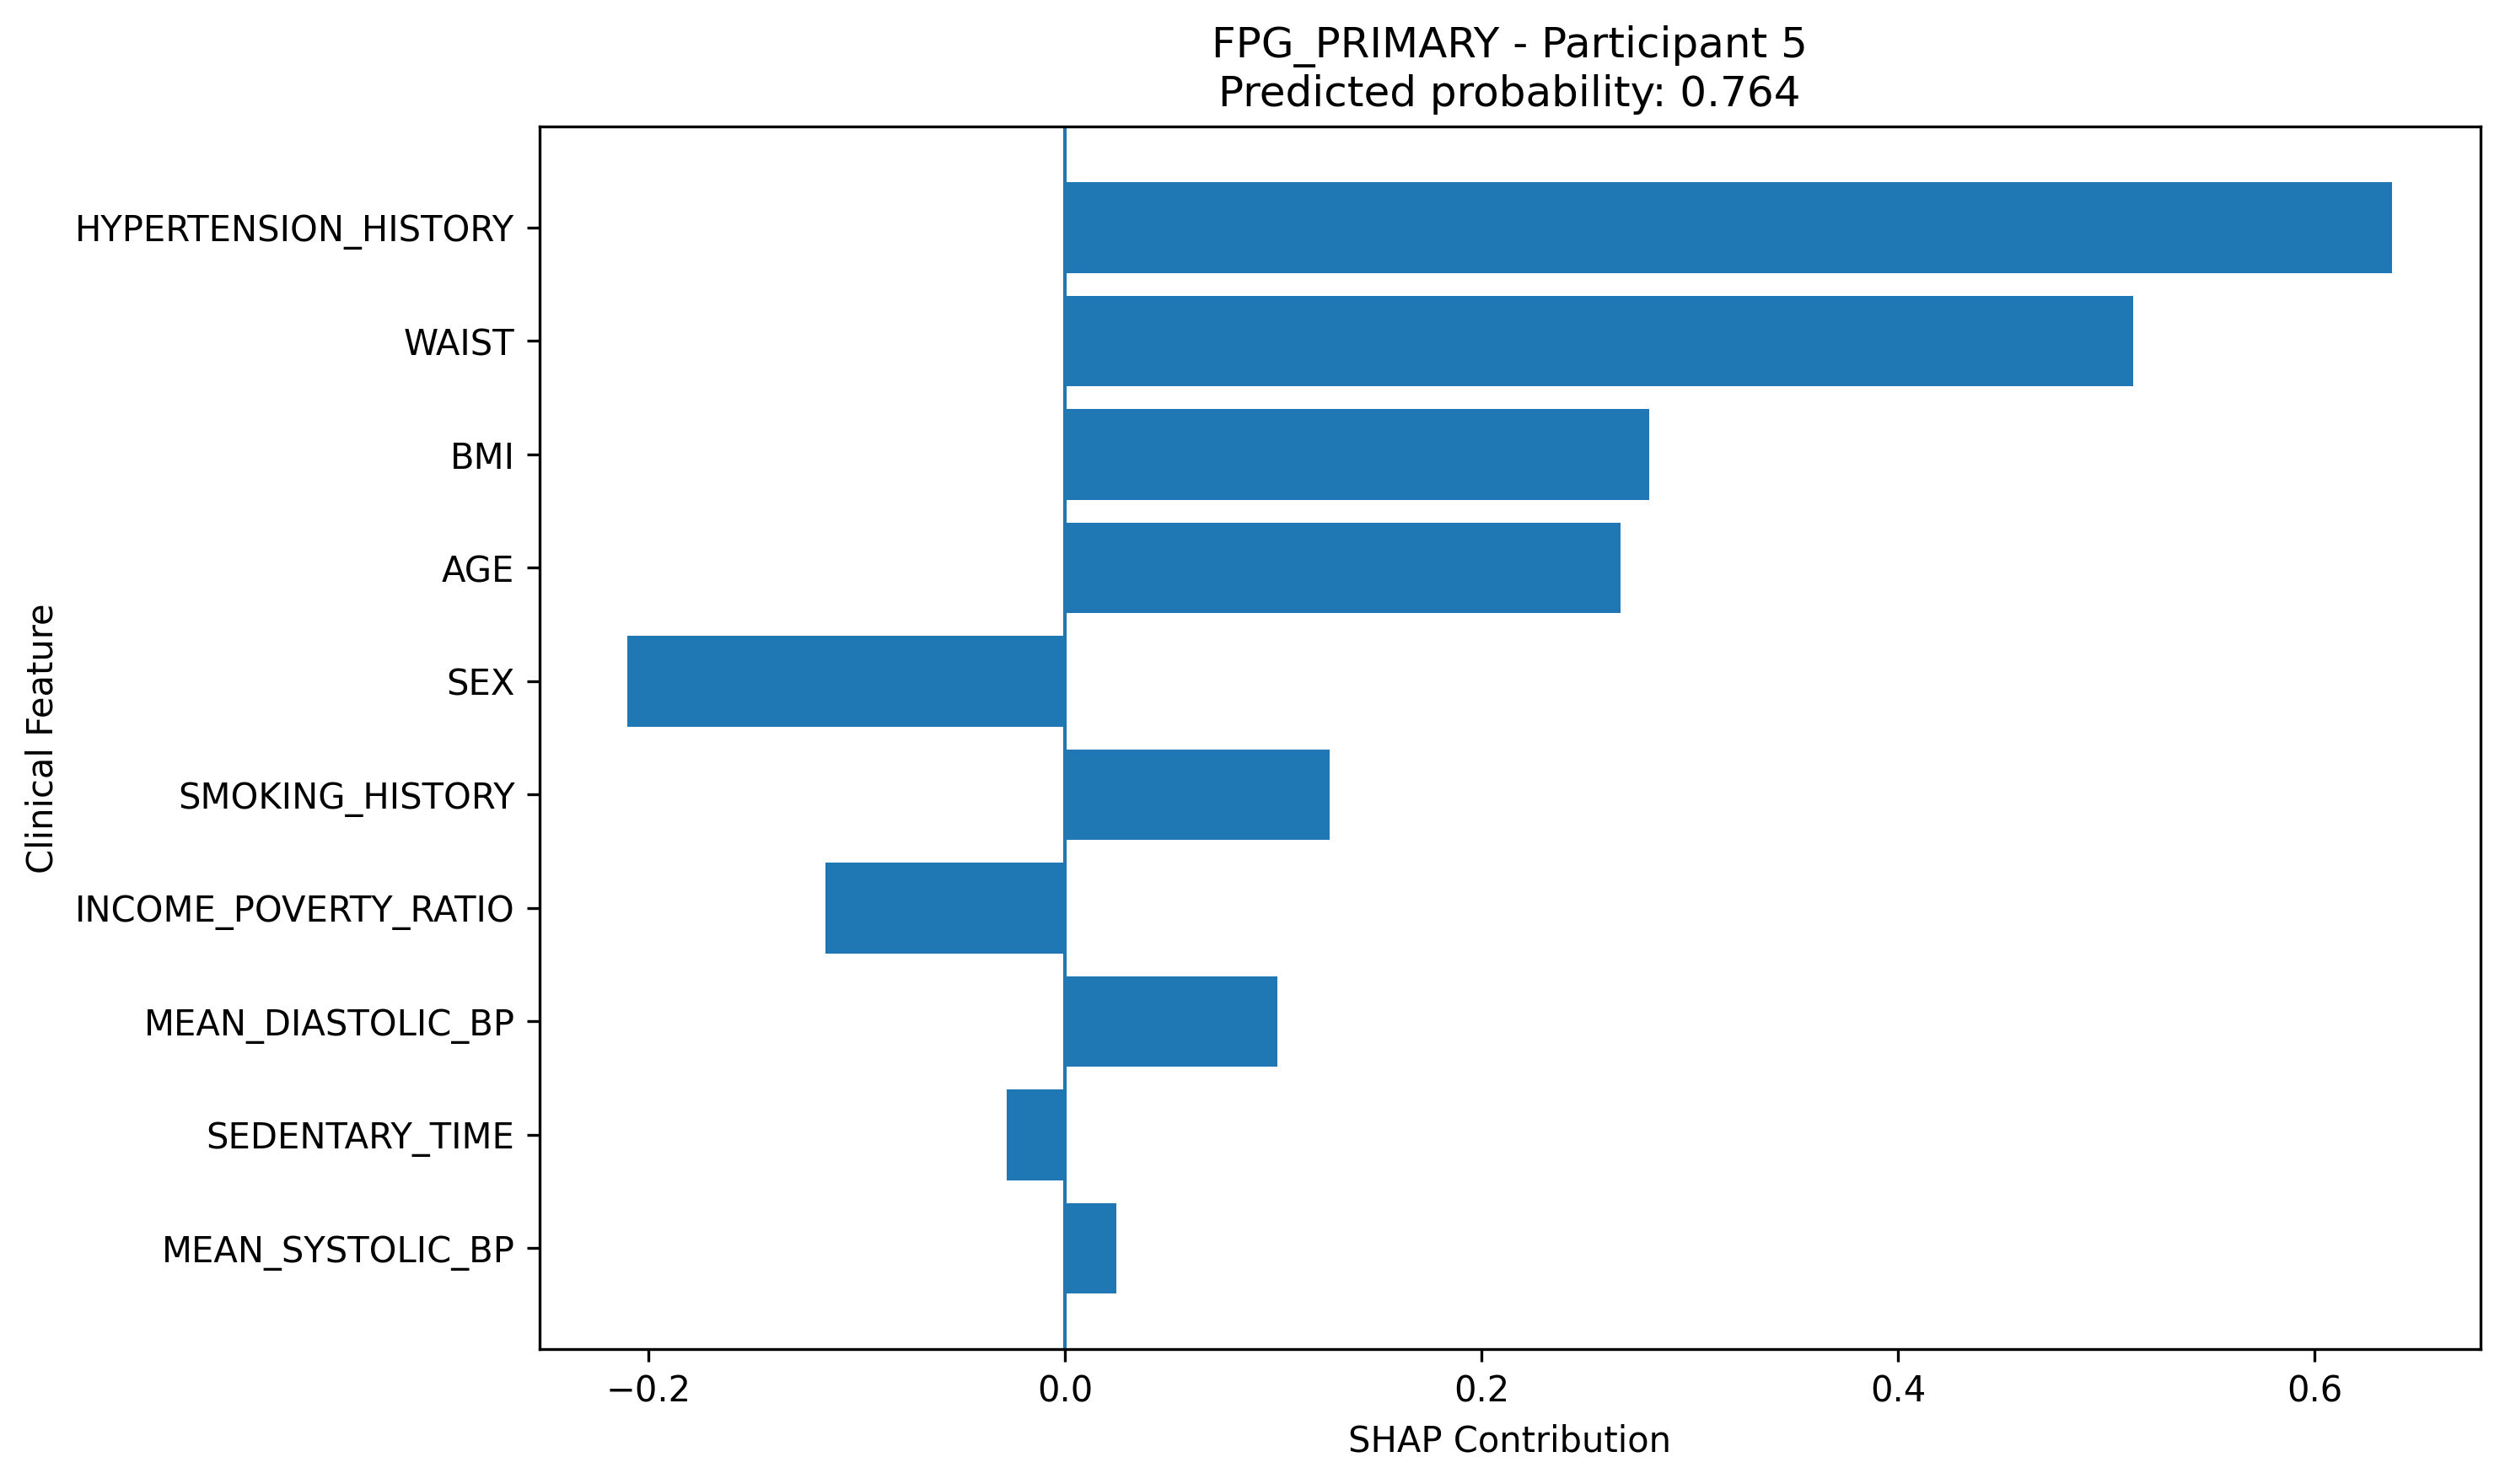 FPG_PRIMARY - Participant 5
Predicted probability: 0.764
HYPERTENSION_HISTORY
WAIST
BMI
AGE
SEX
SMOKING_HISTORY
INCOME_POVERTY_RATIO
MEAN_DIASTOLIC_BP
SEDENTARY_TIME
MEAN_SYSTOLIC_BP
Clinical Feature
−0.2 0.0 0.2 0.4 0.6
SHAP Contribution